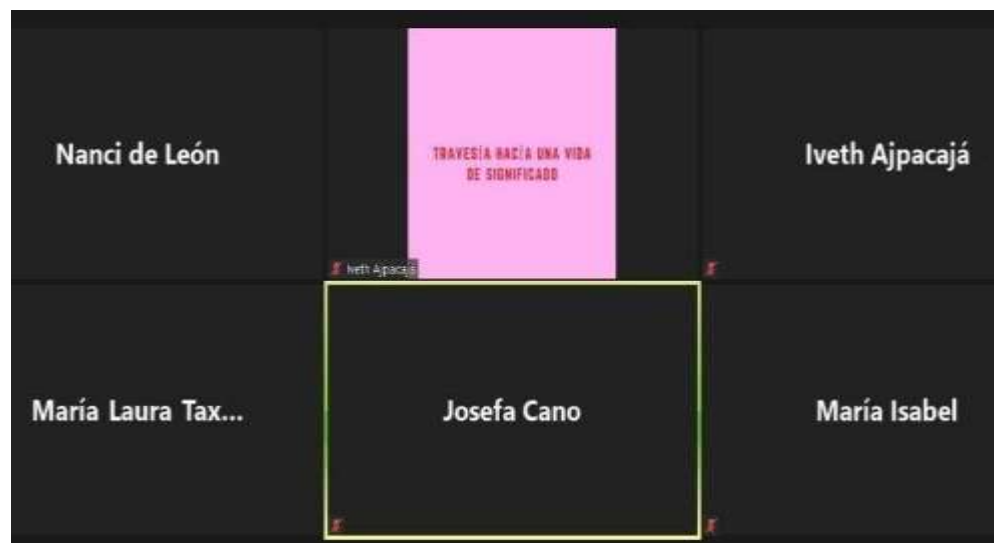 Nanci de León
TRAVESÍA HACÍA UNA VIDA
DE SIGNIFICADO
Iveth Ajpacajá
Iveth Ajpacajá
María Laura Tax...
Josefa Cano
María Isabel